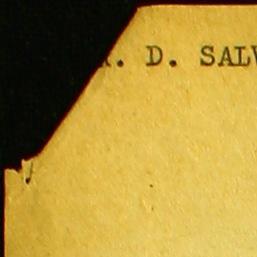 . D. SALV